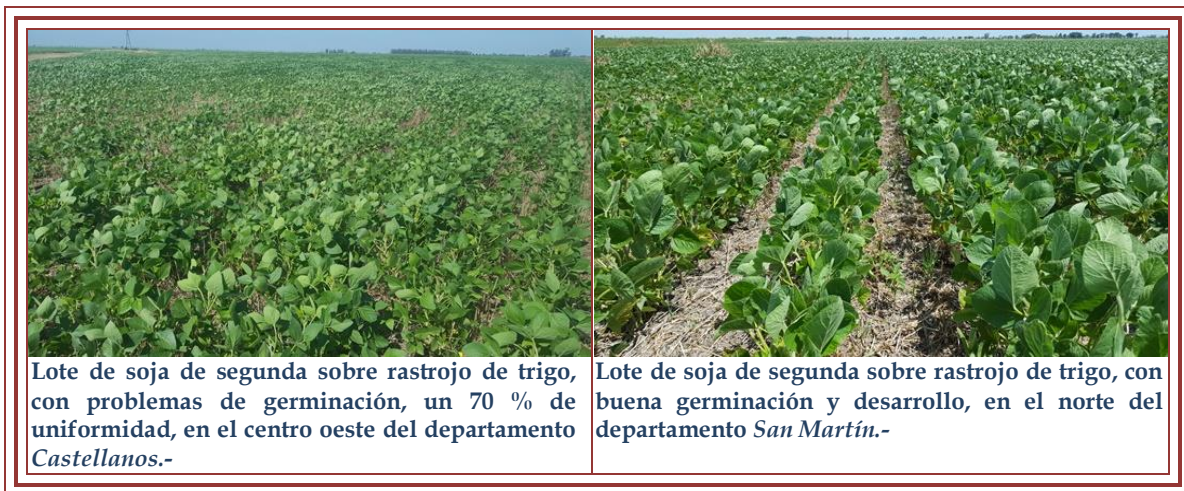 Lote de soja de segunda sobre rastrojo de trigo,
con problemas de germinación, un 70 % de
uniformidad, en el centro oeste del departamento
Castellanos.-
Lote de soja de segunda sobre rastrojo de trigo, con
buena germinación y desarrollo, en el norte del
departamento San Martín.-